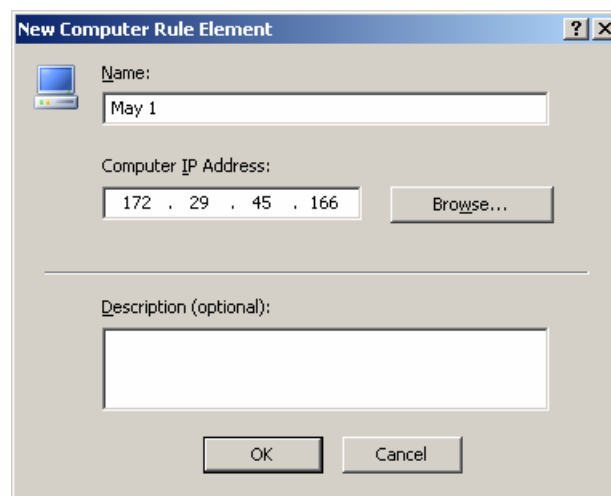 New Computer Rule Element
Name:
May 1
Computer IP Address:
172 . 29 . 45 . 166
Browse...
Description (optional):
OK
Cancel